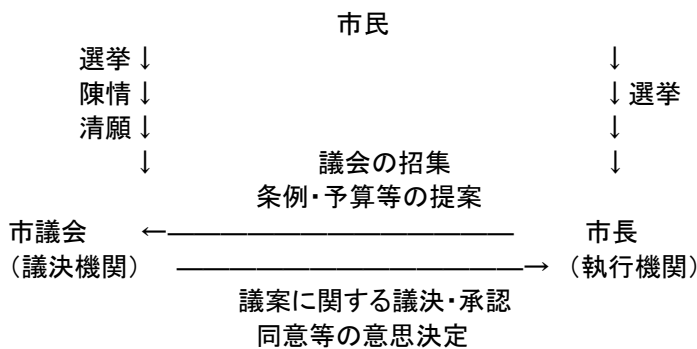 市民
選挙↓ ↓
陳情↓ ↓選挙
清願↓ ↓
↓ 議会の招集 ↓
条例・予算等の提案
市議会 ←――――――――――――― 市長
(議決機関) ―――――――――――――→ (執行機関)
議案に関する議決・承認
同意等の意思決定